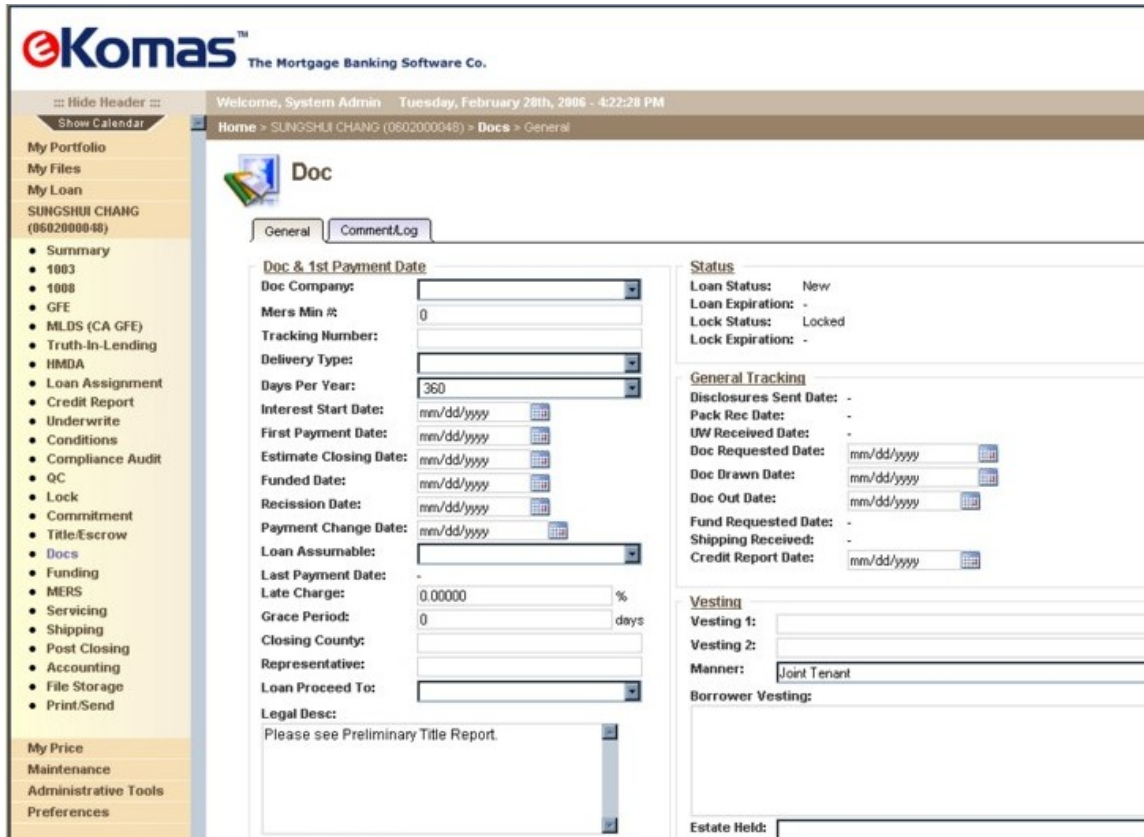 eKomas™ The Mortgage Banking Software Co.
::: Hide Header :::
Show Calendar
Welcome, System Admin Tuesday, February 28th, 2006 - 4:22:28 PM
Home > SUNGSHUI CHANG (0602000048) > Docs > General
My Portfolio
My Files
My Loan
SUNGSHUI CHANG
(0602000048)
• Summary
• 1003
• 1008
• GFE
• MLDS (CA GFE)
• Truth-In-Lending
• HMDA
• Loan Assignment
• Credit Report
• Underwrite
• Conditions
• Compliance Audit
• QC
• Lock
• Commitment
• Title/Escrow
• Docs
• Funding
• MERS
• Servicing
• Shipping
• Post Closing
• Accounting
• File Storage
• Print/Send
My Price
Maintenance
Administrative Tools
Preferences
Doc
General Comment/Log
Doc & 1st Payment Date
Doc Company:
Mers Min #: 0
Tracking Number:
Delivery Type:
Days Per Year: 360
Interest Start Date: mm/dd/yyyy
First Payment Date: mm/dd/yyyy
Estimate Closing Date: mm/dd/yyyy
Funded Date: mm/dd/yyyy
Recission Date: mm/dd/yyyy
Payment Change Date: mm/dd/yyyy
Loan Assumable:
Last Payment Date: -
Late Charge: 0.00000 %
Grace Period: 0 days
Closing County:
Representative:
Loan Proceed To:
Legal Desc:
Please see Preliminary Title Report.
Status
Loan Status: New
Loan Expiration: -
Lock Status: Locked
Lock Expiration: -
General Tracking
Disclosures Sent Date: -
Pack Rec Date: -
UW Received Date: -
Doc Requested Date: mm/dd/yyyy
Doc Drawn Date: mm/dd/yyyy
Doc Out Date: mm/dd/yyyy
Fund Requested Date: -
Shipping Received: -
Credit Report Date: mm/dd/yyyy
Vesting
Vesting 1:
Vesting 2:
Manner: Joint Tenant
Borrower Vesting:
Estate Held: